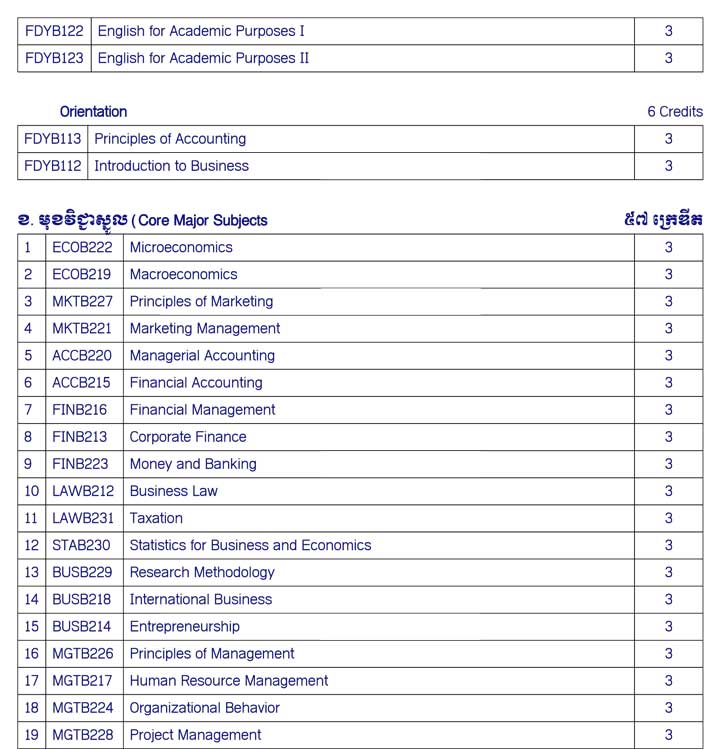 FDYB122 English for Academic Purposes I 3
FDYB123 English for Academic Purposes II 3
Orientation 6 Credits
FDYB113 Principles of Accounting 3
FDYB112 Introduction to Business 3
ខ. មុខវិជ្ជាស្នូល (Core Major Subjects ៥៧ ក្រេឌីត
1 ECOB222 Microeconomics 3
2 ECOB219 Macroeconomics 3
3 MKTB227 Principles of Marketing 3
4 MKTB221 Marketing Management 3
5 ACCB220 Managerial Accounting 3
6 ACCB215 Financial Accounting 3
7 FINB216 Financial Management 3
8 FINB213 Corporate Finance 3
9 FINB223 Money and Banking 3
10 LAWB212 Business Law 3
11 LAWB231 Taxation 3
12 STAB230 Statistics for Business and Economics 3
13 BUSB229 Research Methodology 3
14 BUSB218 International Business 3
15 BUSB214 Entrepreneurship 3
16 MGTB226 Principles of Management 3
17 MGTB217 Human Resource Management 3
18 MGTB224 Organizational Behavior 3
19 MGTB228 Project Management 3